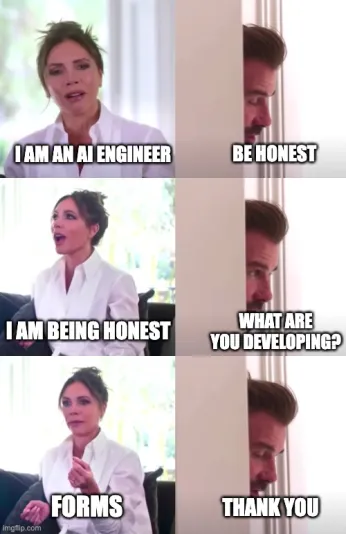 I AM AN AI ENGINEER
BE HONEST
I AM BEING HONEST
WHAT ARE
YOU DEVELOPING?
FORMS
THANK YOU
imgflip.com